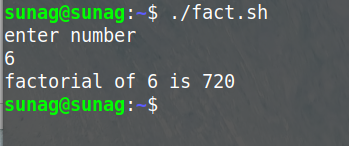 sunag@sunag:~$ ./fact.sh
enter number
6
factorial of 6 is 720
sunag@sunag:~$